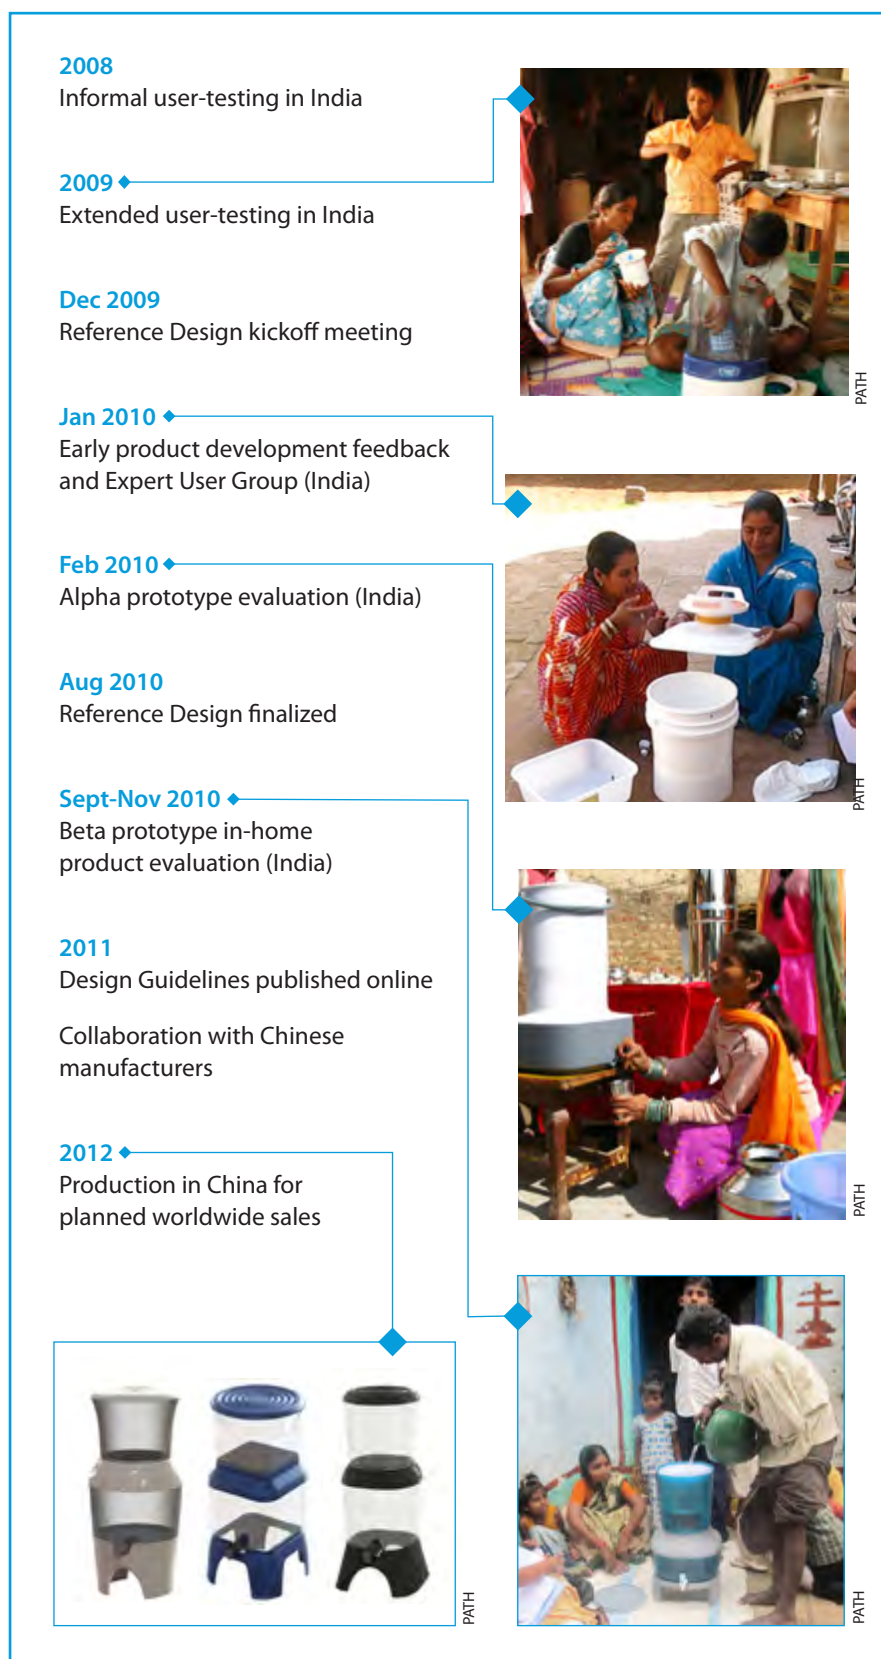 2008
Informal user-testing in India
2009
Extended user-testing in India
Dec 2009
Reference Design kickoff meeting
Jan 2010
Early product development feedback
and Expert User Group (India)
Feb 2010
Alpha prototype evaluation (India)
Aug 2010
Reference Design finalized
Sept-Nov 2010
Beta prototype in-home
product evaluation (India)
2011
Design Guidelines published online
Collaboration with Chinese
manufacturers
2012
Production in China for
planned worldwide sales
PATH
PATH
PATH
PATH
PATH